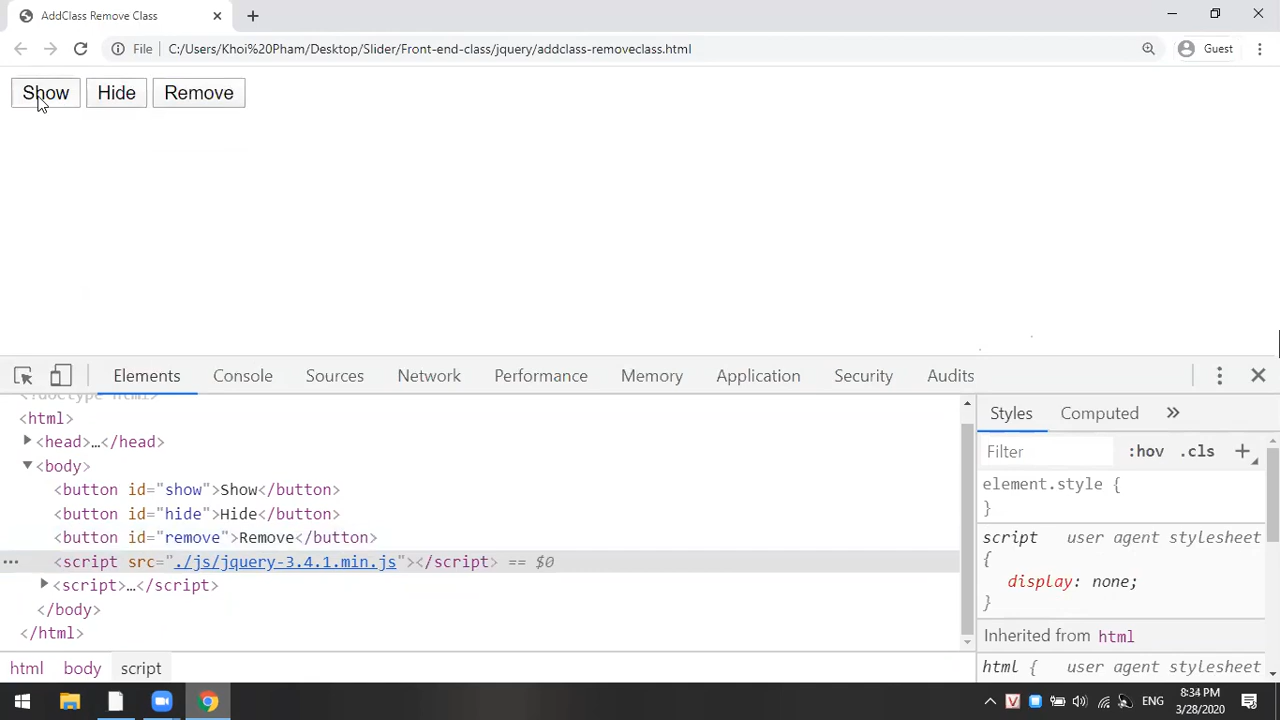 AddClass Remove Class
File C:/Users/Khoi%20Pham/Desktop/Slider/Front-end-class/jquery/addclass-removeclass.html Guest
Show Hide Remove
Elements Console Sources Network Performance Memory Application Security Audits
<!doctype html>
<html>
<head>…</head>
<body>
<button id="show">Show</button>
<button id="hide">Hide</button>
<button id="remove">Remove</button>
<script src="./js/jquery-3.4.1.min.js"></script> == $0
<script>…</script>
</body>
</html>
html body script
Styles Computed »
Filter :hov .cls +
element.style {
}
script user agent stylesheet
{
display: none;
}
Inherited from html
html { user agent stylesheet
ENG
8:34 PM
3/28/2020